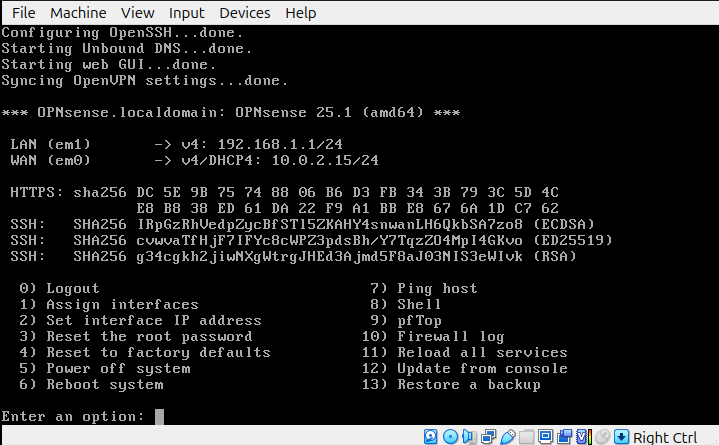 File Machine View Input Devices Help
Configuring OpenSSH...done.
Starting Unbound DNS...done.
Starting web GUI...done.
Syncing OpenVPN settings...done.
*** OPNsense.localdomain: OPNsense 25.1 (amd64) ***
LAN (em1) -> v4: 192.168.1.1/24
WAN (em0) -> v4/DHCP4: 10.0.2.15/24
HTTPS: sha256 DC 5E 9B 75 74 88 06 B6 D3 FB 34 3B 79 3C 5D 4C
E8 B8 38 ED 61 DA 22 F9 A1 BB E8 67 6A 1D C7 62
SSH: SHA256 IRpGzRhVedpZycBfSTl5ZKAHY4snwanLH6QkbSA7zo8 (ECDSA)
SSH: SHA256 cvwvaTfHjF7IFYc8cWPZ3pdsBh/Y7TqzZO4MpI4GKvo (ED25519)
SSH: SHA256 g34cgkh2jiwNXgWtrgJHEd3Ajmd5F8aJ03NIS3eWIvk (RSA)
0) Logout 7) Ping host
1) Assign interfaces 8) Shell
2) Set interface IP address 9) pfTop
3) Reset the root password 10) Firewall log
4) Reset to factory defaults 11) Reload all services
5) Power off system 12) Update from console
6) Reboot system 13) Restore a backup
Enter an option:
Right Ctrl